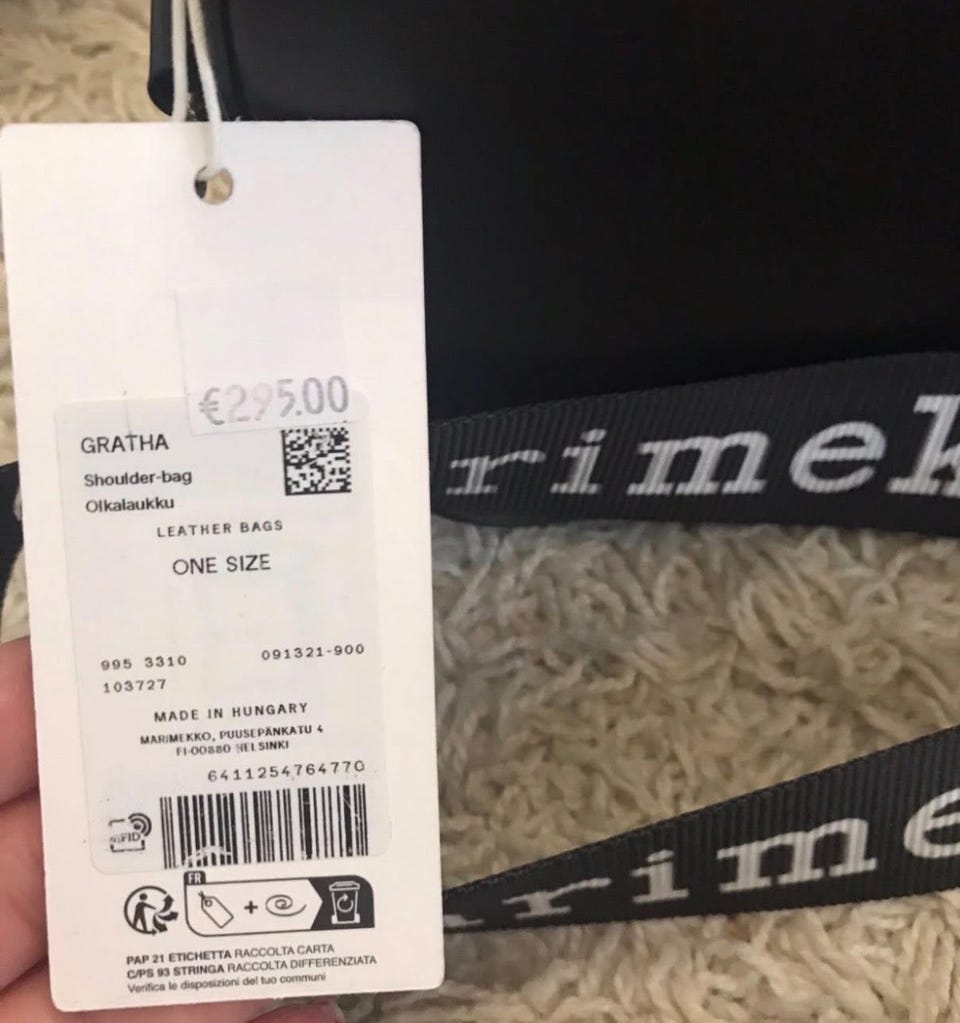 €295.00
GRATHA
Shoulder-bag
Olkalaukku
LEATHER BAGS
ONE SIZE
995 3310
091321-900
103727
MADE IN HUNGARY
MARIMEKKO, PUUSEPÄNKATU 4
FI-00880 HELSINKI
6411254764770
RFID
FR
+
PAP 21 ETICHETTA RACCOLTA CARTA
C/PS 93 STRINGA RACCOLTA DIFFERENZIATA
Verifica le disposizioni del tuo communi
rimek
arime